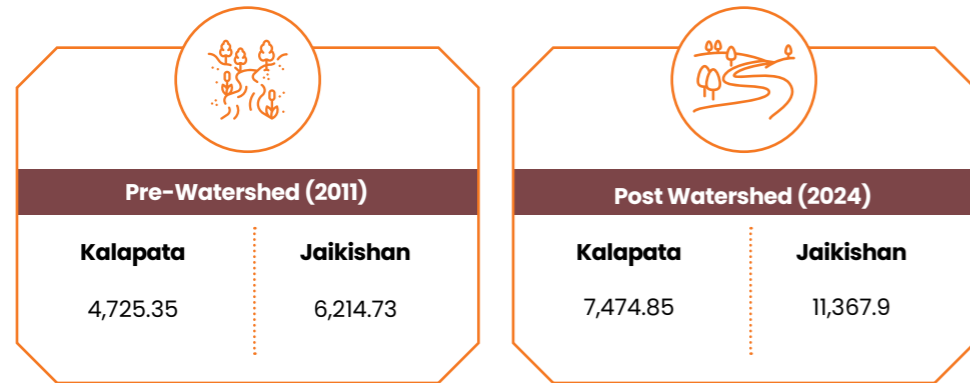 Pre-Watershed (2011)
Kalapata
Jaikishan
4,725.35
6,214.73
Post Watershed (2024)
Kalapata
Jaikishan
7,474.85
11,367.9